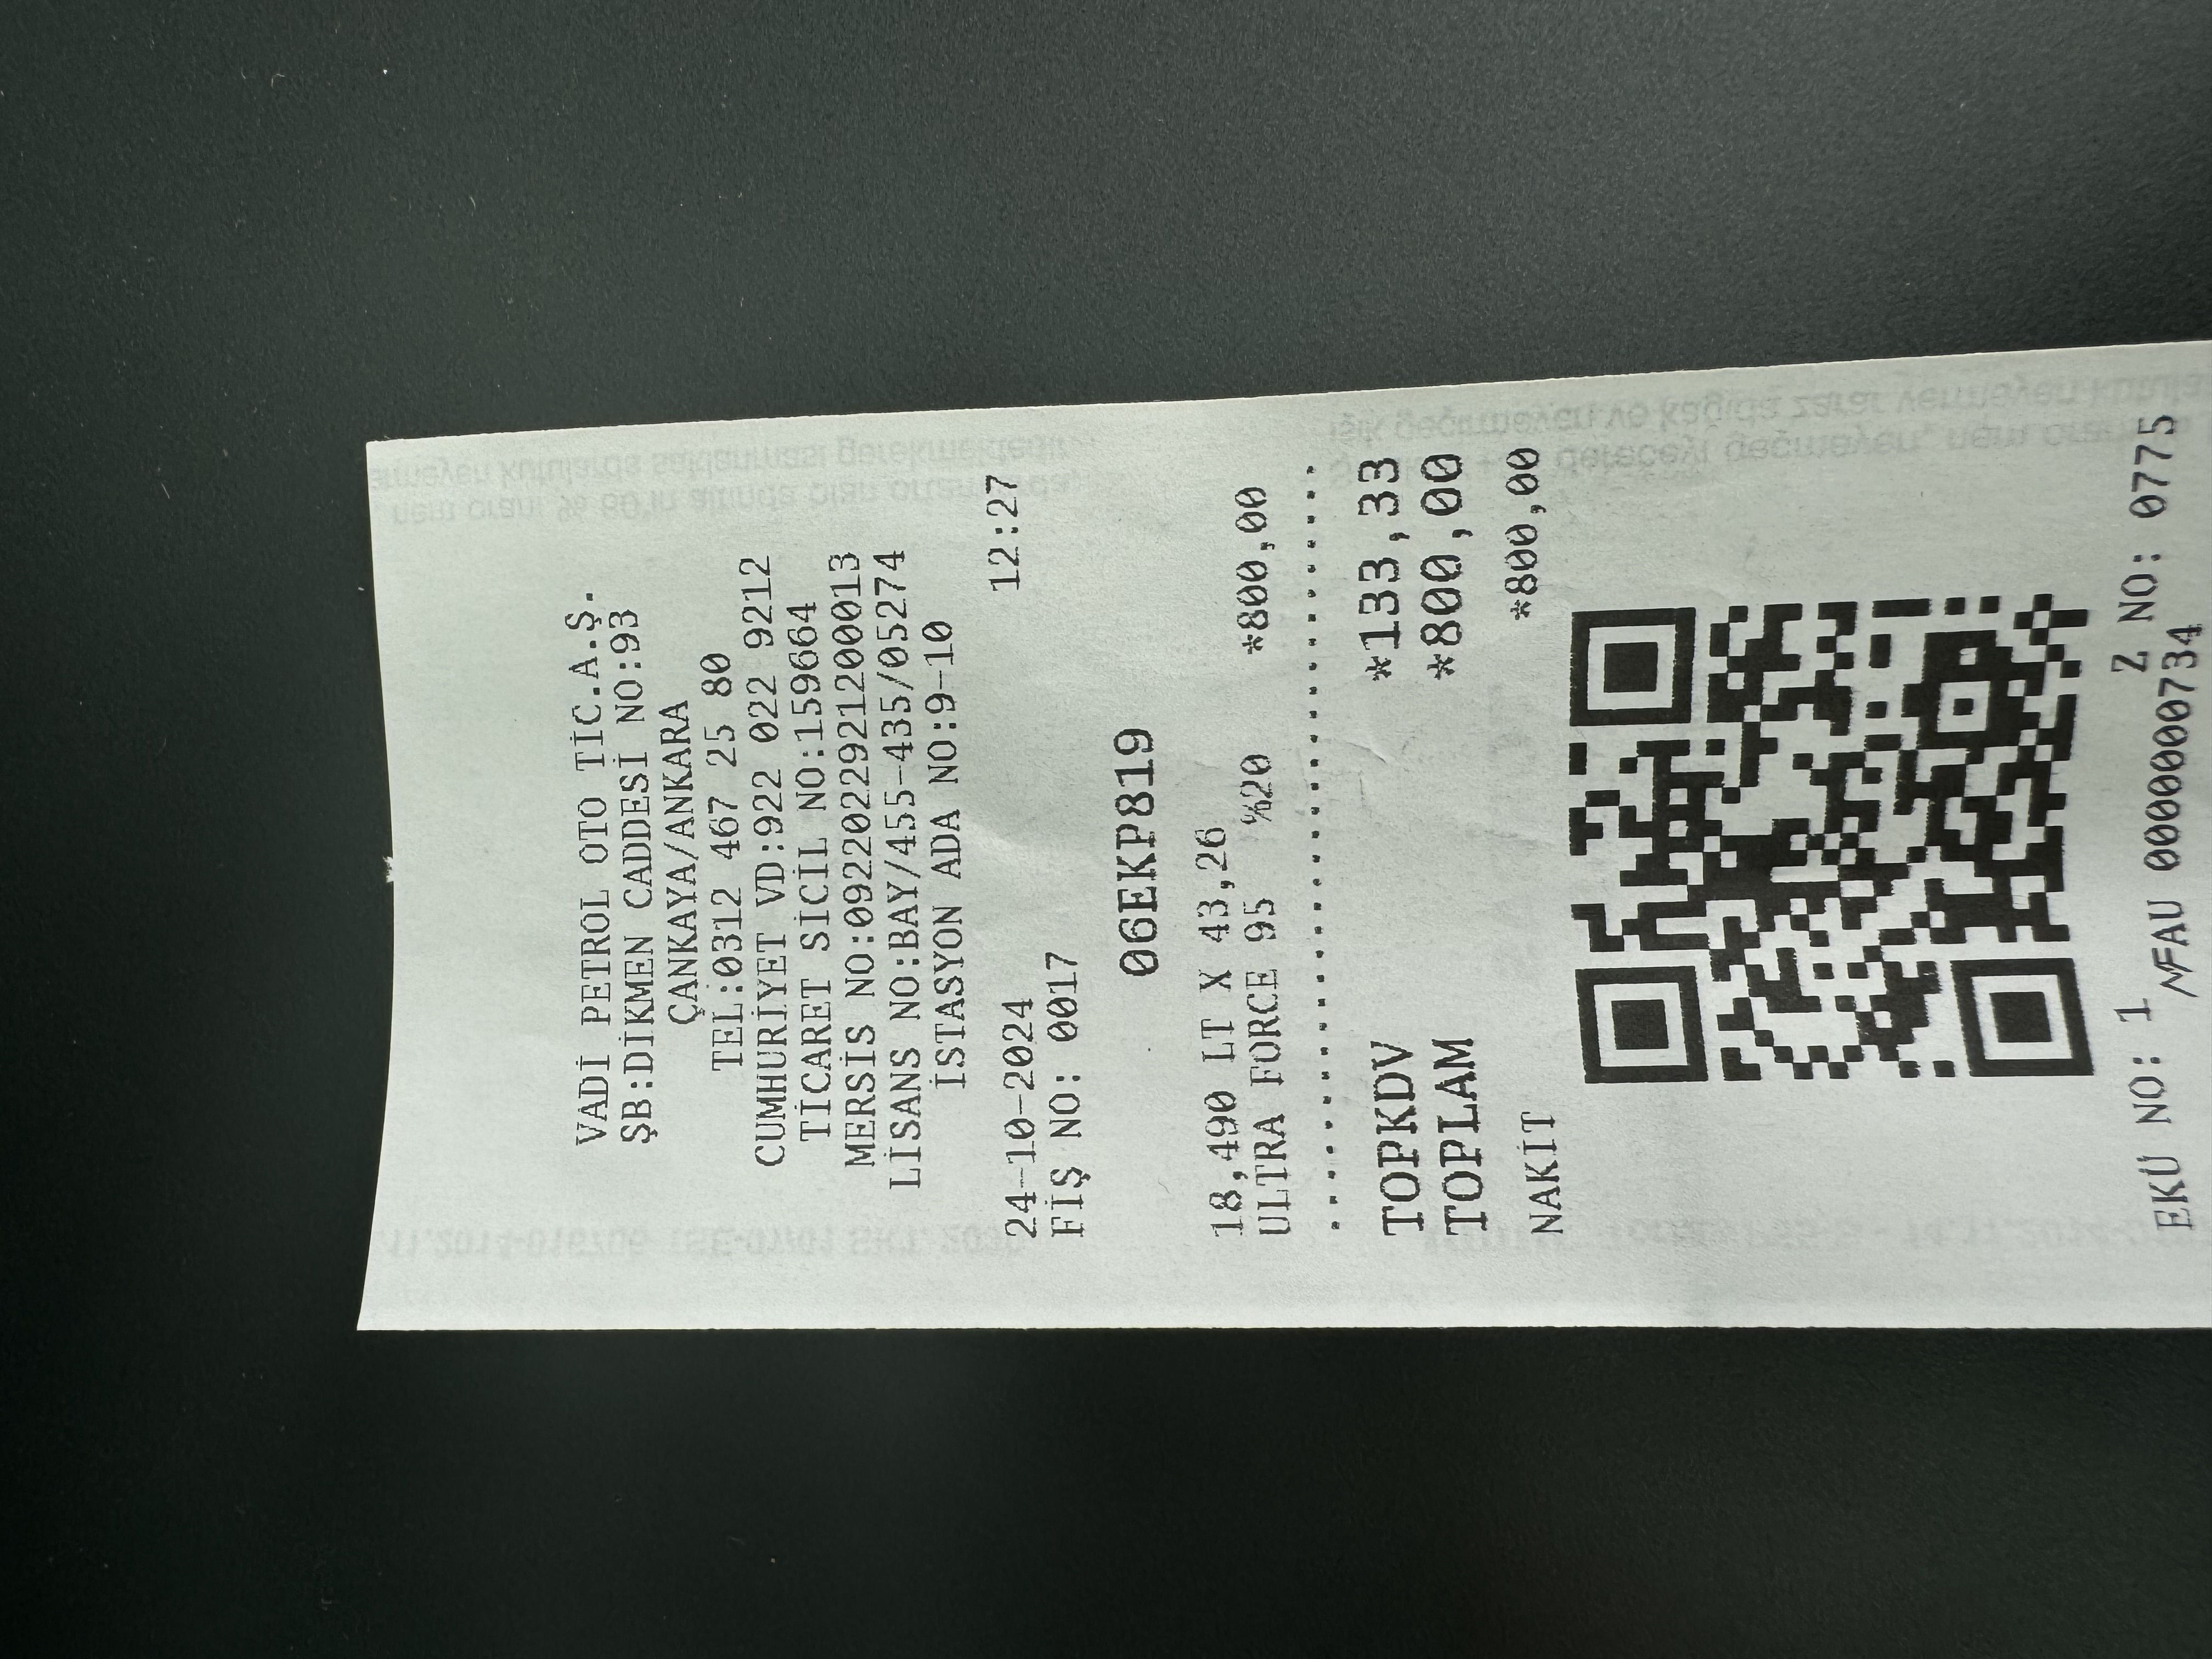 VADİ PETROL OTO TİC.A.Ş.
ŞB:DİKMEN CADDESİ NO:93
ÇANKAYA/ANKARA
TEL:0312 467 25 80
CUMHURİYET VD:922 022 9212
TİCARET SİCİL NO:159664
MERSİS NO:0922022921200013
LİSANS NO:BAY/455-435/05274
İSTASYON ADA NO:9-10
24-10-2024 12:27
FİŞ NO: 0017
06EKP819
18,490 LT X 43,26
ULTRA FORCE 95 %20 *800,00
TOPKDV *133,33
TOPLAM *800,00
NAKİT *800,00
EKÜ NO: 1 Z NO: 0775
FAU 0000000734